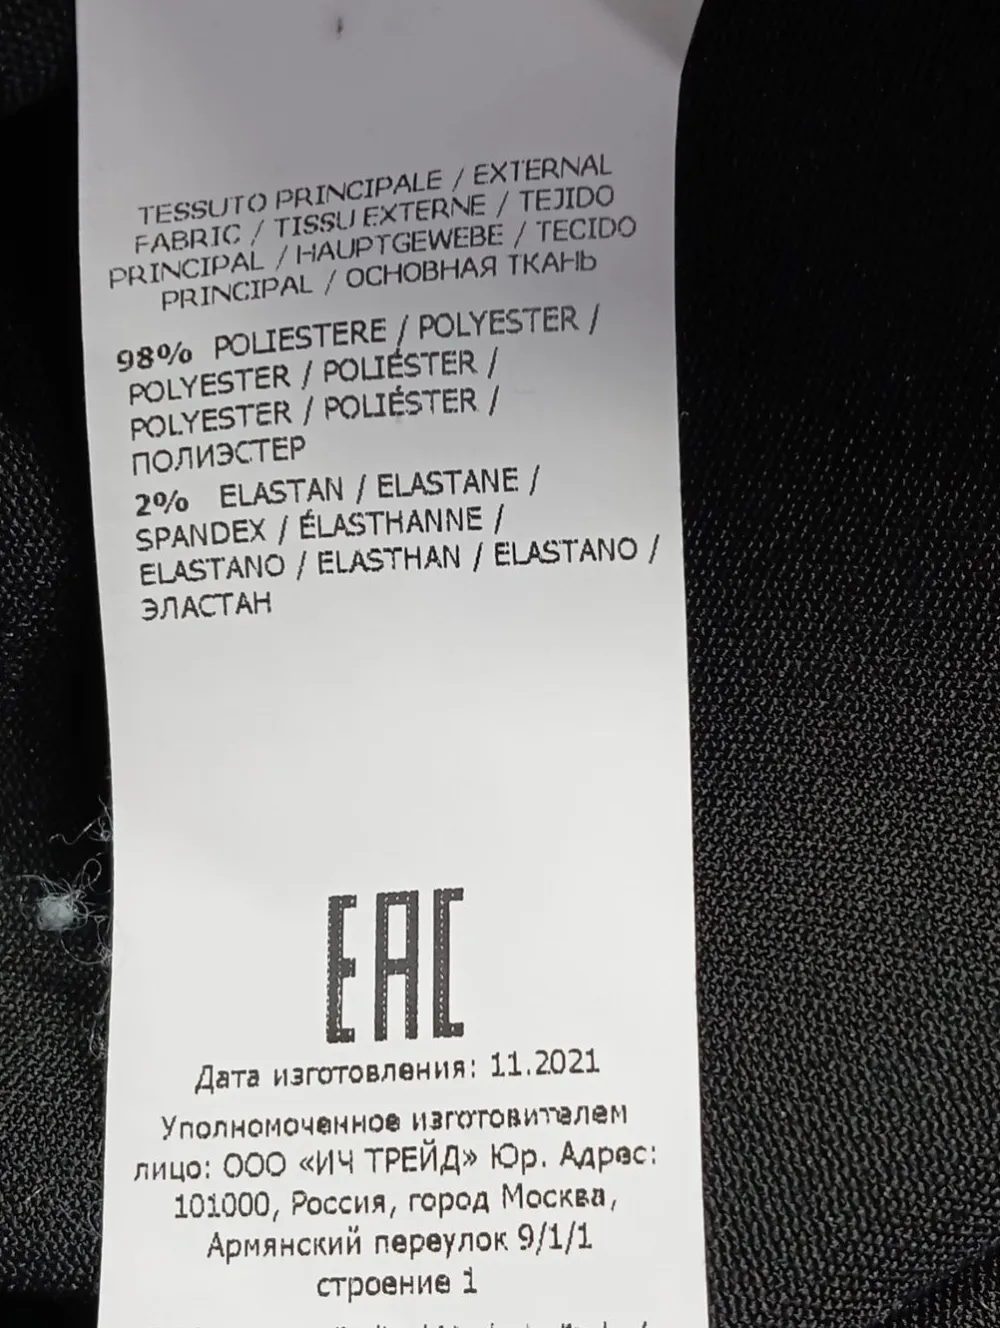 TESSUTO PRINCIPALE / EXTERNAL
FABRIC / TISSU EXTERNE / TEJIDO
PRINCIPAL / HAUPTGEWEBE / TECIDO
PRINCIPAL / ОСНОВНАЯ ТКАНЬ
98% POLIESTERE / POLYESTER /
POLYESTER / POLIÉSTER /
POLYESTER / POLIÉSTER /
ПОЛИЭСТЕР
2% ELASTAN / ELASTANE /
SPANDEX / ÉLASTHANNE /
ELASTANO / ELASTHAN / ELASTANO /
ЭЛАСТАН
EAC
Дата изготовления: 11.2021
Уполномоченное изготовителем
лицо: ООО «ИЧ ТРЕЙД» Юр. Адрес:
101000, Россия, город Москва,
Армянский переулок 9/1/1
строение 1